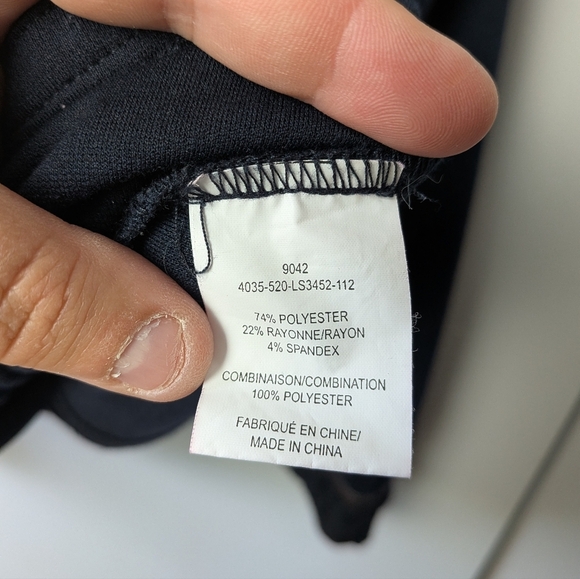 9042
4035-520-LS3452-112
74% POLYESTER
22% RAYONNE/RAYON
4% SPANDEX
COMBINAISON/COMBINATION
100% POLYESTER
FABRIQUÉ EN CHINE/
MADE IN CHINA